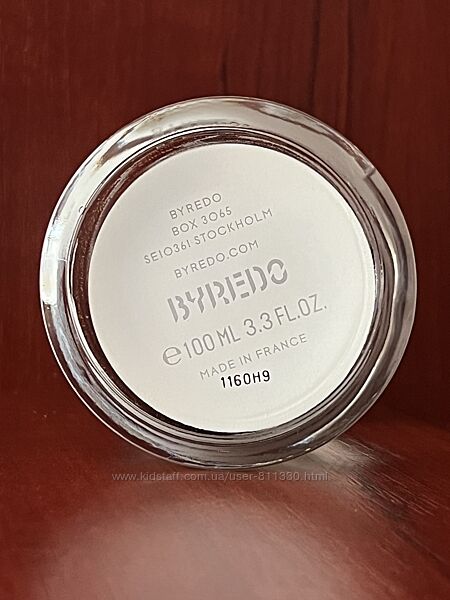 BYREDO
BOX 3065
SE10361 STOCKHOLM
BYREDO.COM
BYREDO
℮100 ML 3.3 FL.OZ.
MADE IN FRANCE
1160H9
www.kidstaff.com.ua/user-811330.html